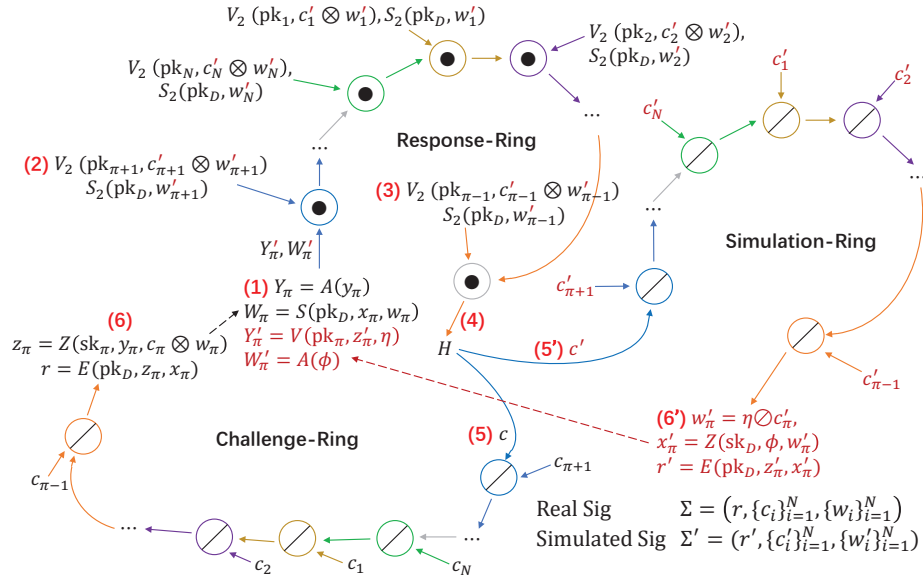 V₂ (pk₁, c′₁ ⊗ w′₁), S₂(pk_D, w′₁)
V₂ (pk₂, c′₂ ⊗ w′₂),
S₂(pk_D, w′₂)
V₂ (pk_N, c′_N ⊗ w′_N),
S₂(pk_D, w′_N)
...
...
Response-Ring
(2) V₂ (pk_{π+1}, c′_{π+1} ⊗ w′_{π+1})
S₂(pk_D, w′_{π+1})
Y′_π, W′_π
(3) V₂ (pk_{π−1}, c′_{π−1} ⊗ w′_{π−1})
S₂(pk_D, w′_{π−1})
(4)
H
c′_N
c′₁
c′₂
...
...
Simulation-Ring
c′_{π+1}
(5') c′
c′_{π−1}
(1) Y_π = A(y_π)
W_π = S(pk_D, x_π, w_π)
Y′_π = V(pk_π, z′_π, η)
W′_π = A(ϕ)
(6)
z_π = Z(sk_π, y_π, c_π ⊗ w_π)
r = E(pk_D, z_π, x_π)
(6') w′_π = η⊘c′_π,
x′_π = Z(sk_D, ϕ, w′_π)
r′ = E(pk_D, z′_π, x′_π)
Challenge-Ring
(5) c
c_{π+1}
c_{π−1}
...
...
c₂
c₁
c_N
Real Sig Σ = (r, {c_i}^N_{i=1}, {w_i}^N_{i=1})
Simulated Sig Σ′ = (r′, {c′_i}^N_{i=1}, {w′_i}^N_{i=1})